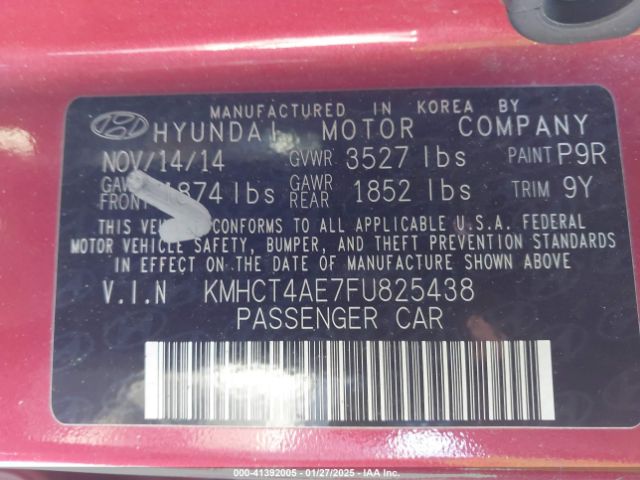 MANUFACTURED IN KOREA BY
HYUNDAI MOTOR COMPANY
NOV/14/14 GVWR 3527 lbs PAINT P9R
GAWR FRONT 1874 lbs GAWR REAR 1852 lbs TRIM 9Y
THIS CONFORMS TO ALL APPLICABLE U.S.A. FEDERAL
MOTOR VEHICLE SAFETY, BUMPER, AND THEFT PREVENTION STANDARDS
IN EFFECT ON THE DATE OF MANUFACTURE SHOWN ABOVE.
V.I.N KMHCT4AE7FU825438
PASSENGER CAR
000-41392005 - 01/27/2025 - IAA Inc.